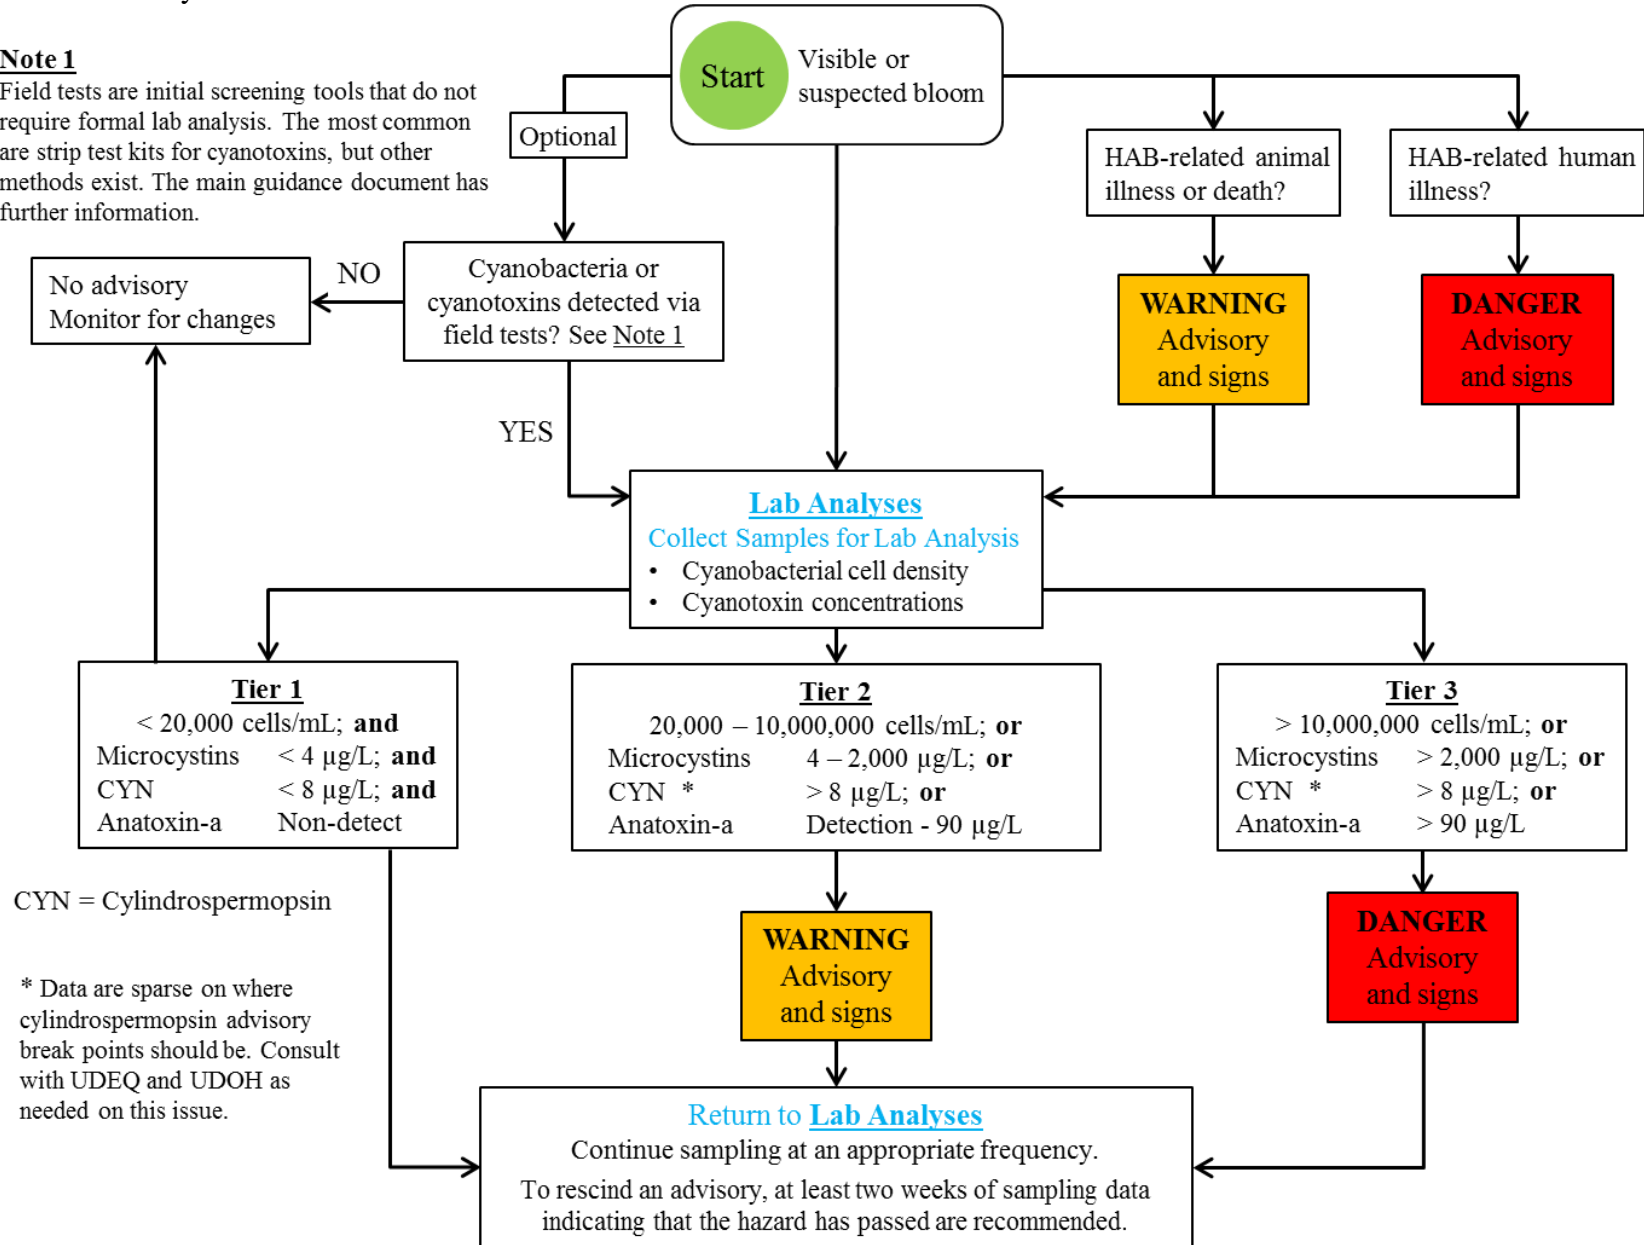 Note 1
Field tests are initial screening tools that do not
require formal lab analysis. The most common
are strip test kits for cyanotoxins, but other
methods exist. The main guidance document has
further information.
Start
Visible or
suspected bloom
Optional
HAB-related animal
illness or death?
HAB-related human
illness?
No advisory
Monitor for changes
NO
Cyanobacteria or
cyanotoxins detected via
field tests? See Note 1
WARNING
Advisory
and signs
DANGER
Advisory
and signs
YES
Lab Analyses
Collect Samples for Lab Analysis
• Cyanobacterial cell density
• Cyanotoxin concentrations
Tier 1
< 20,000 cells/mL; and
Microcystins < 4 µg/L; and
CYN < 8 µg/L; and
Anatoxin-a Non-detect
Tier 2
20,000 – 10,000,000 cells/mL; or
Microcystins 4 – 2,000 µg/L; or
CYN * > 8 µg/L; or
Anatoxin-a Detection - 90 µg/L
Tier 3
> 10,000,000 cells/mL; or
Microcystins > 2,000 µg/L; or
CYN * > 8 µg/L; or
Anatoxin-a > 90 µg/L
CYN = Cylindrospermopsin
* Data are sparse on where
cylindrospermopsin advisory
break points should be. Consult
with UDEQ and UDOH as
needed on this issue.
WARNING
Advisory
and signs
DANGER
Advisory
and signs
Return to Lab Analyses
Continue sampling at an appropriate frequency.
To rescind an advisory, at least two weeks of sampling data
indicating that the hazard has passed are recommended.